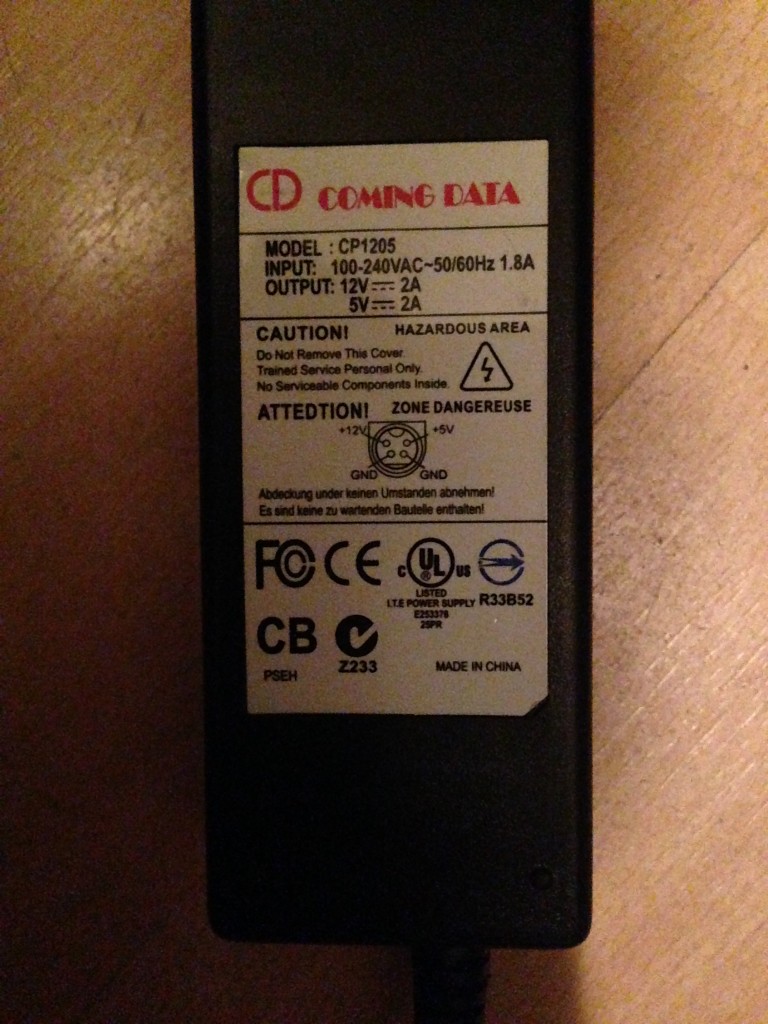 CD COMING DATA
MODEL : CP1205
INPUT: 100-240VAC~50/60Hz 1.8A
OUTPUT: 12V⎓ 2A
5V⎓ 2A
CAUTION! HAZARDOUS AREA
Do Not Remove This Cover.
Trained Service Personal Only.
No Serviceable Components Inside.
ATTEDTION! ZONE DANGEREUSE
+12V +5V
GND GND
Abdeckung under keinen Umstanden abnehmen!
Es sind keine zu wartenden Bauteile enthalten!
FC CE c UL ® US
LISTED
I.T.E POWER SUPPLY R33B52
E253376
25PR
CB
Z233
PSEH MADE IN CHINA